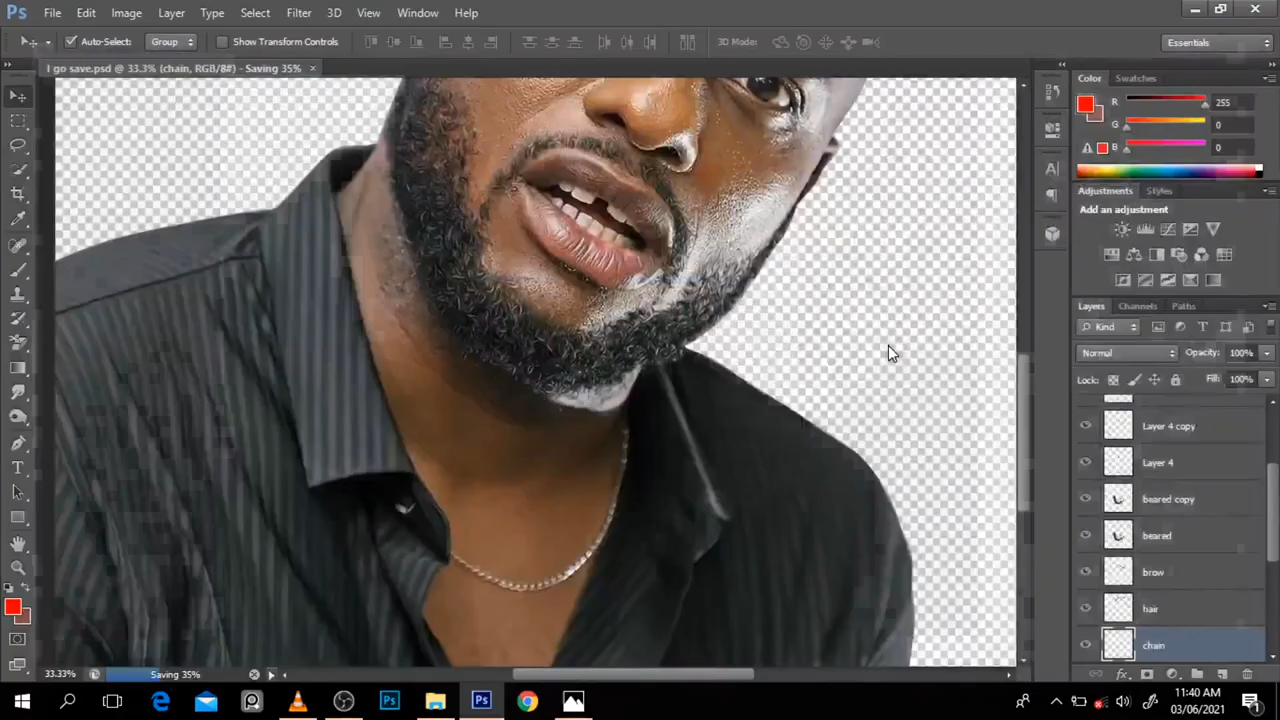 Ps File Edit Image Layer Type Select Filter 3D View Window Help
Auto-Select: Group Show Transform Controls 3D Mode: Essentials
I go save.psd @ 33.3% (chain, RGB/8#) - Saving 35% ×
Color Swatches
R 255
G 0
B 0
Adjustments Styles
Add an adjustment
Layers Channels Paths
Kind
Normal Opacity: 100%
Lock: Fill: 100%
Layer 4 copy
Layer 4
beared copy
beared
brow
hair
chain
33.33% Saving 35%
fx
Ps Ps
11:40 AM
03/06/2021